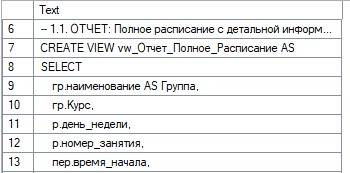 Text
6 -- 1.1. ОТЧЕТ: Полное расписание с детальной информ...
7 CREATE VIEW vw_Отчет_Полное_Расписание AS
8 SELECT
9 гр.наименование AS Группа,
10 гр.Курс,
11 р.день_недели,
12 р.номер_занятия,
13 пер.время_начала,